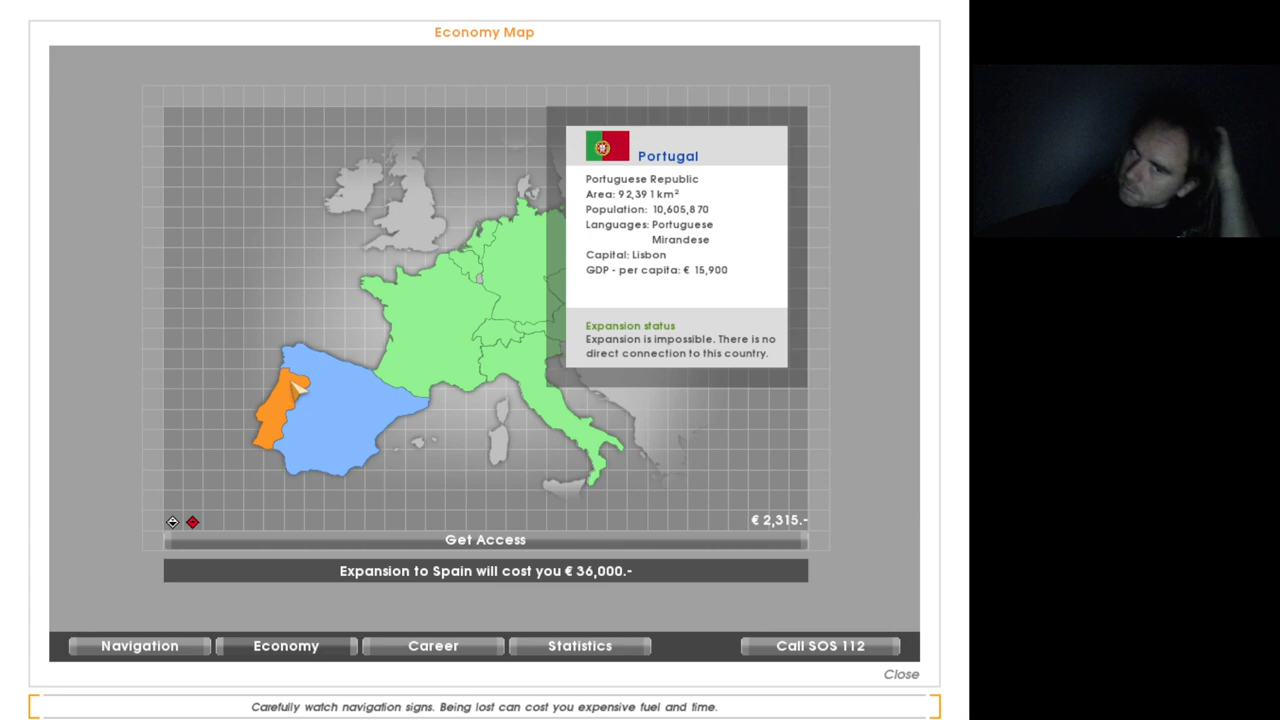 Economy Map
Portugal
Portuguese Republic
Area: 92,391 km²
Population: 10,605,870
Languages: Portuguese
Mirandese
Capital: Lisbon
GDP - per capita: € 15,900
Expansion status
Expansion is impossible. There is no
direct connection to this country.
€ 2,315.-
Get Access
Expansion to Spain will cost you € 36,000.-
Navigation
Economy
Career
Statistics
Call SOS 112
Close
Carefully watch navigation signs. Being lost can cost you expensive fuel and time.